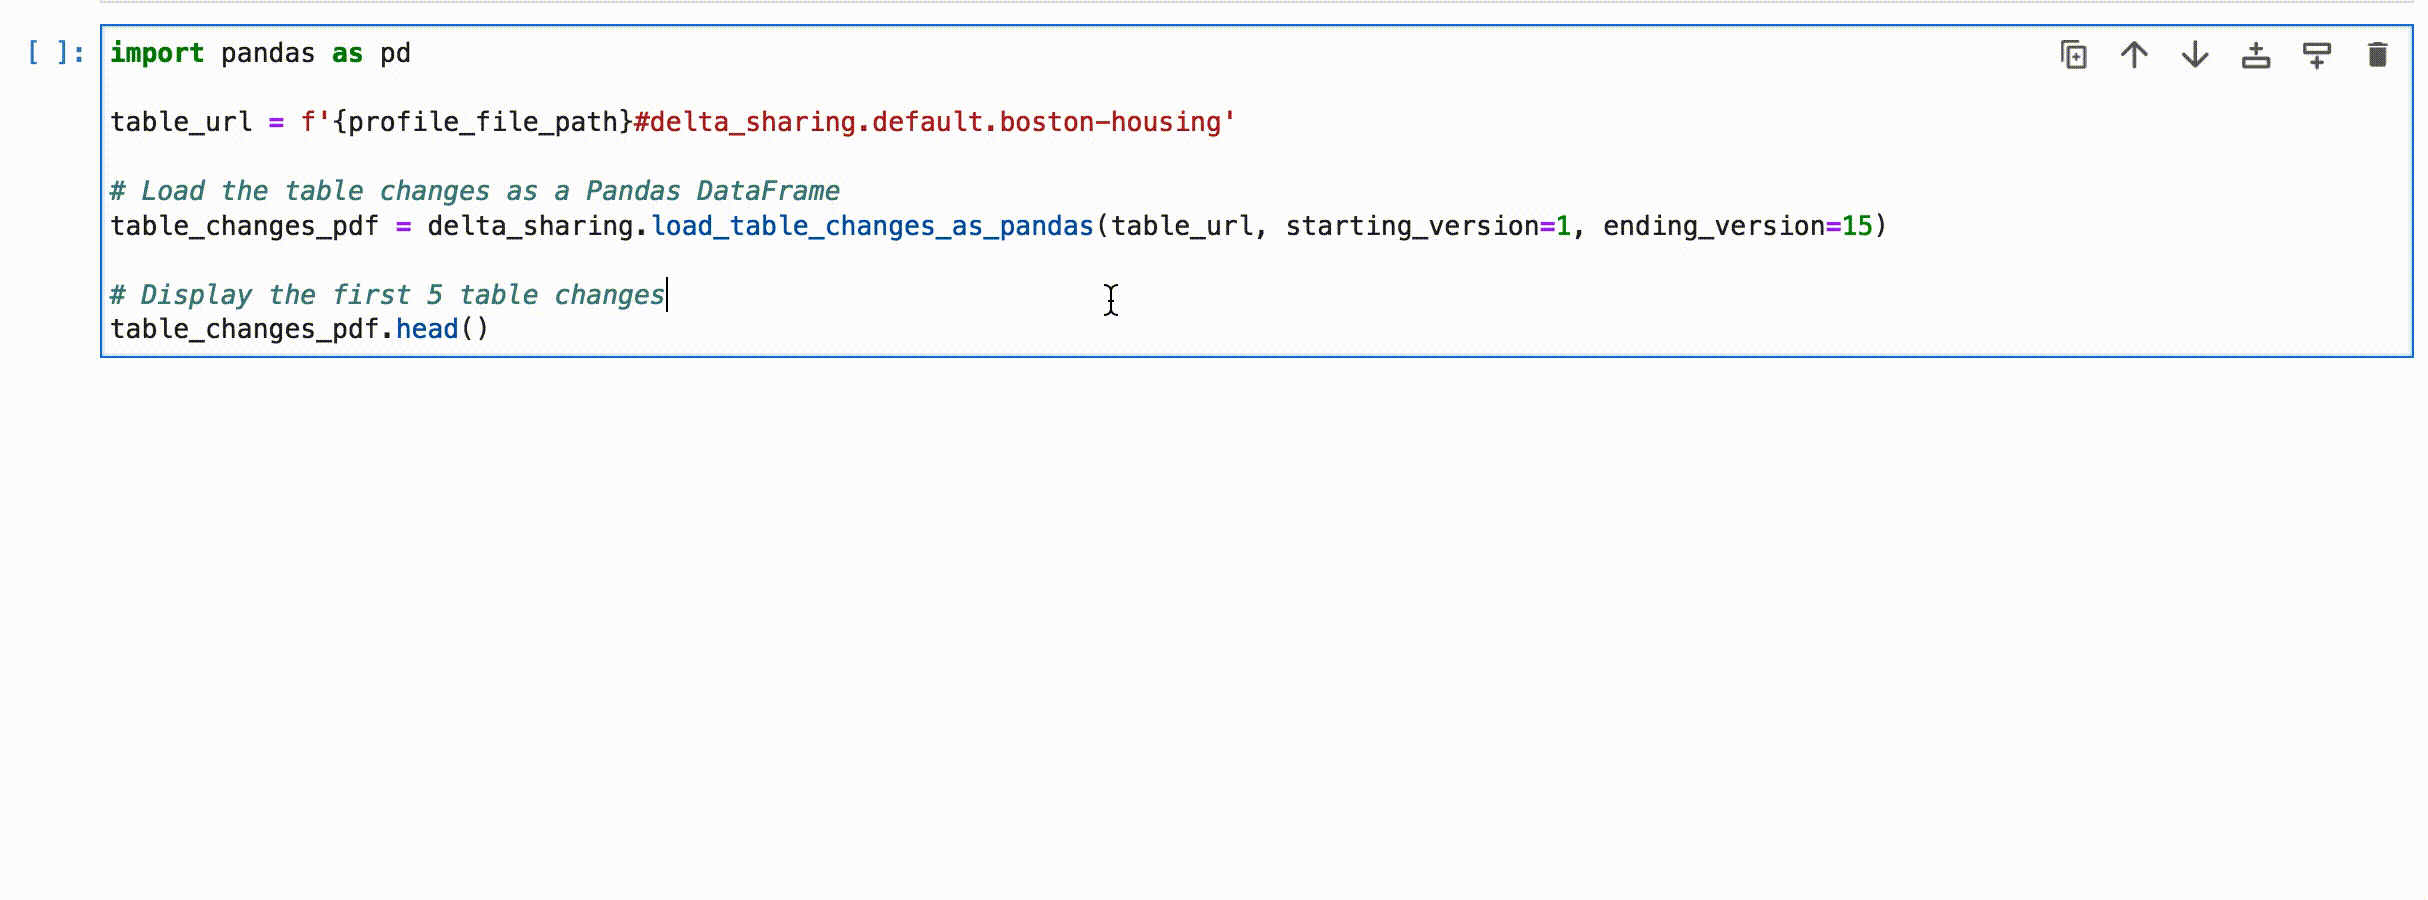 [ ]: import pandas as pd
table_url = f'{profile_file_path}#delta_sharing.default.boston-housing'
# Load the table changes as a Pandas DataFrame
table_changes_pdf = delta_sharing.load_table_changes_as_pandas(table_url, starting_version=1, ending_version=15)
# Display the first 5 table changes
table_changes_pdf.head()